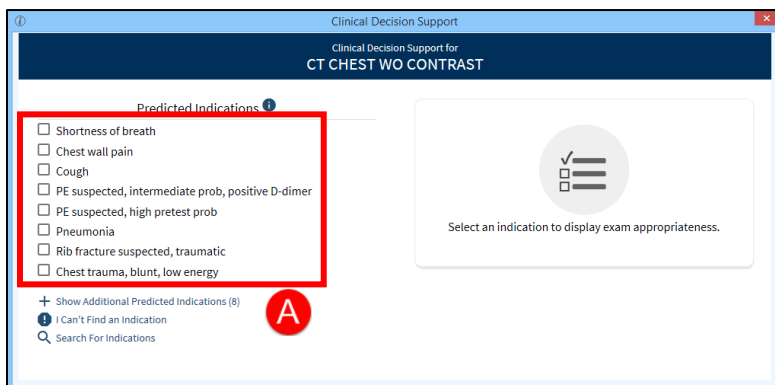 Clinical Decision Support
Clinical Decision Support for
CT CHEST WO CONTRAST
Predicted Indications
Shortness of breath
Chest wall pain
Cough
PE suspected, intermediate prob, positive D-dimer
PE suspected, high pretest prob
Pneumonia
Rib fracture suspected, traumatic
Chest trauma, blunt, low energy
Show Additional Predicted Indications (8)
I Can't Find an Indication
Search For Indications
A
Select an indication to display exam appropriateness.